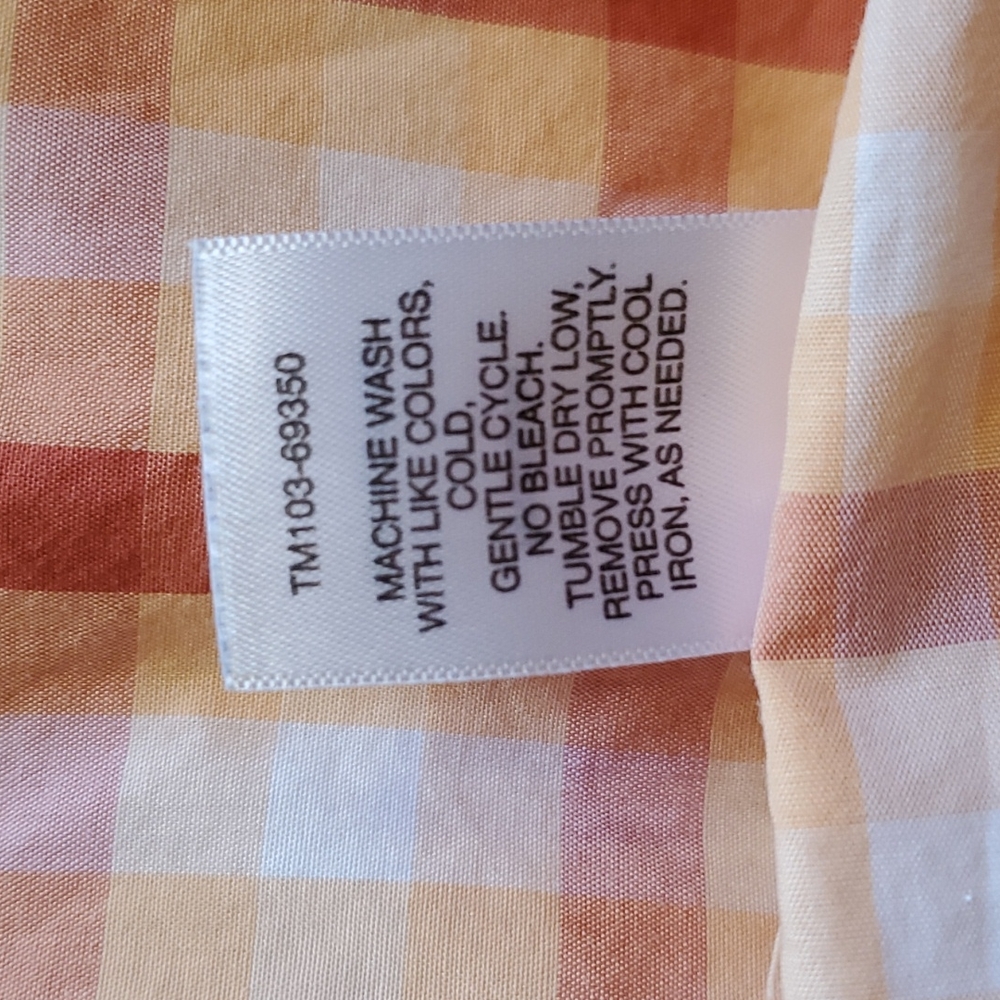 TM103-69350
MACHINE WASH
WITH LIKE COLORS,
COLD,
GENTLE CYCLE.
NO BLEACH.
TUMBLE DRY LOW,
REMOVE PROMPTLY.
PRESS WITH COOL
IRON, AS NEEDED.